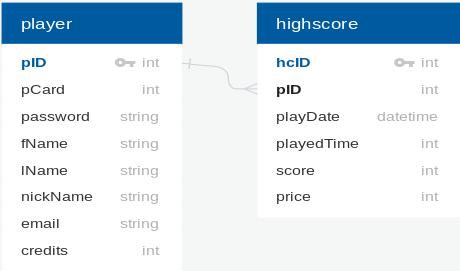 player
pID int
pCard int
password string
fName string
lName string
nickName string
email string
credits int
highscore
hcID int
pID int
playDate datetime
playedTime int
score int
price int